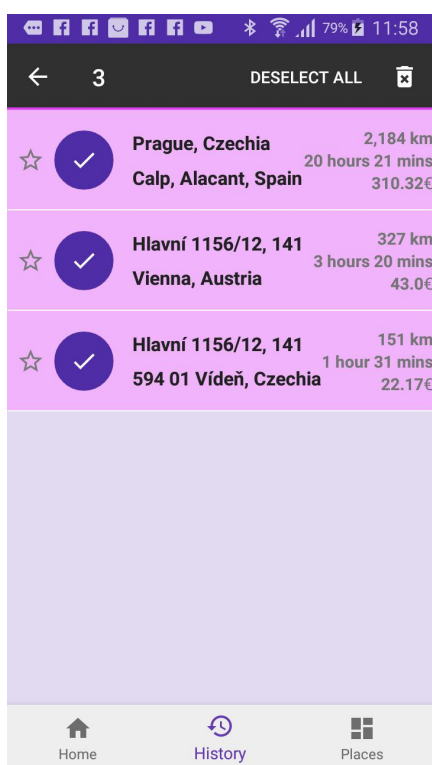 79% 11:58
3 DESELECT ALL
Prague, Czechia 2,184 km
20 hours 21 mins
Calp, Alacant, Spain 310.32€
Hlavní 1156/12, 141 327 km
3 hours 20 mins
Vienna, Austria 43.0€
Hlavní 1156/12, 141 151 km
1 hour 31 mins
594 01 Vídeň, Czechia 22.17€
Home History Places